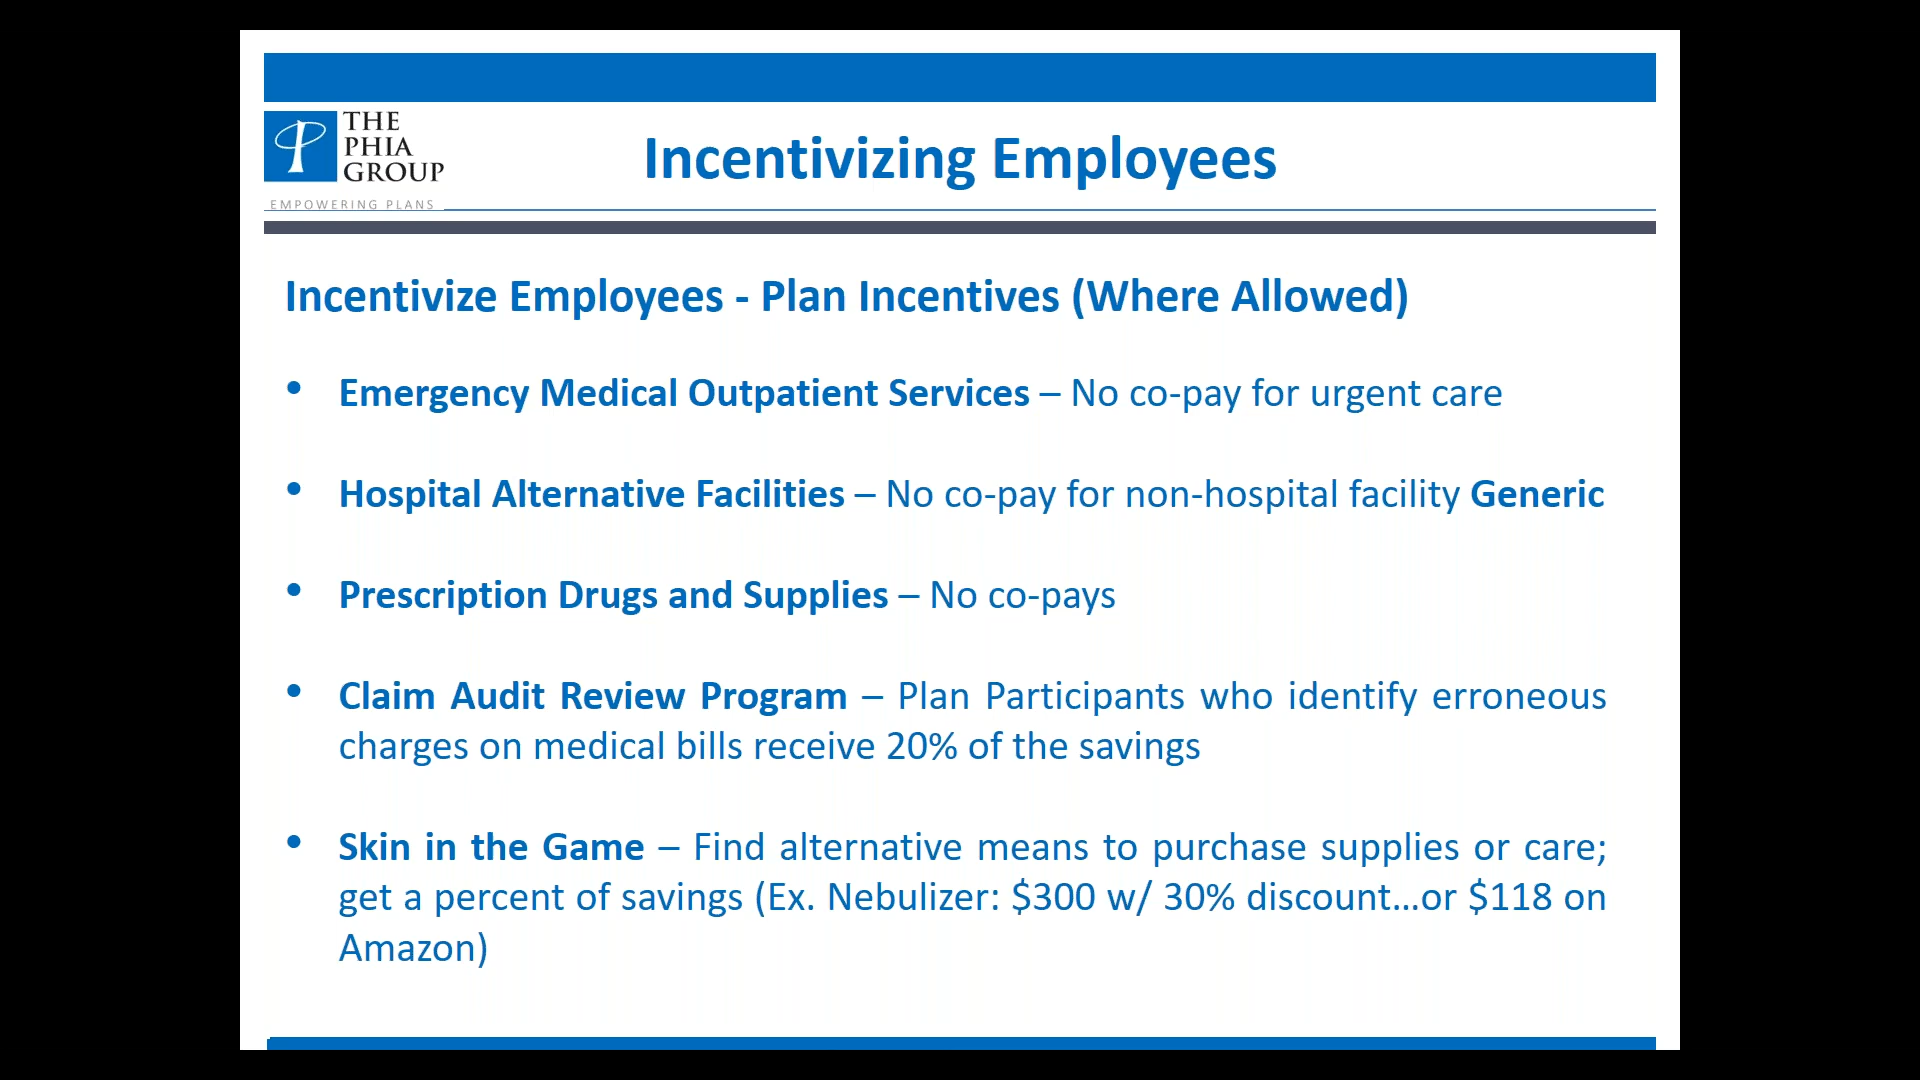 THE
PHIA
GROUP
EMPOWERING PLANS
Incentivizing Employees
Incentivize Employees - Plan Incentives (Where Allowed)
• Emergency Medical Outpatient Services – No co-pay for urgent care
• Hospital Alternative Facilities – No co-pay for non-hospital facility Generic
• Prescription Drugs and Supplies – No co-pays
• Claim Audit Review Program – Plan Participants who identify erroneous
charges on medical bills receive 20% of the savings
• Skin in the Game – Find alternative means to purchase supplies or care;
get a percent of savings (Ex. Nebulizer: $300 w/ 30% discount...or $118 on
Amazon)